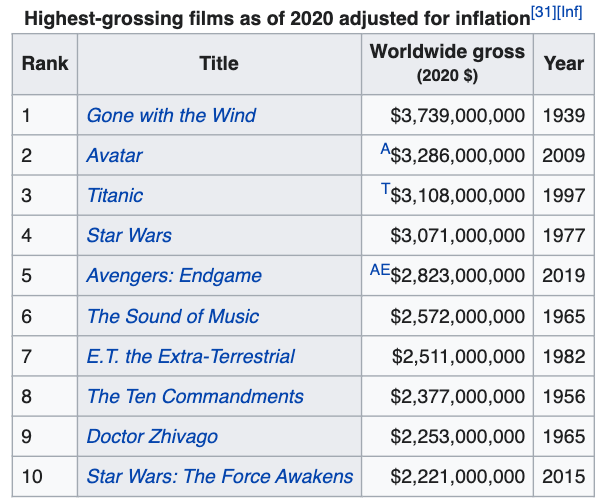 Highest-grossing films as of 2020 adjusted for inflation[31][Inf]
Rank Title Worldwide gross (2020 $) Year
1 Gone with the Wind $3,739,000,000 1939
2 Avatar A$3,286,000,000 2009
3 Titanic T$3,108,000,000 1997
4 Star Wars $3,071,000,000 1977
5 Avengers: Endgame AE$2,823,000,000 2019
6 The Sound of Music $2,572,000,000 1965
7 E.T. the Extra-Terrestrial $2,511,000,000 1982
8 The Ten Commandments $2,377,000,000 1956
9 Doctor Zhivago $2,253,000,000 1965
10 Star Wars: The Force Awakens $2,221,000,000 2015